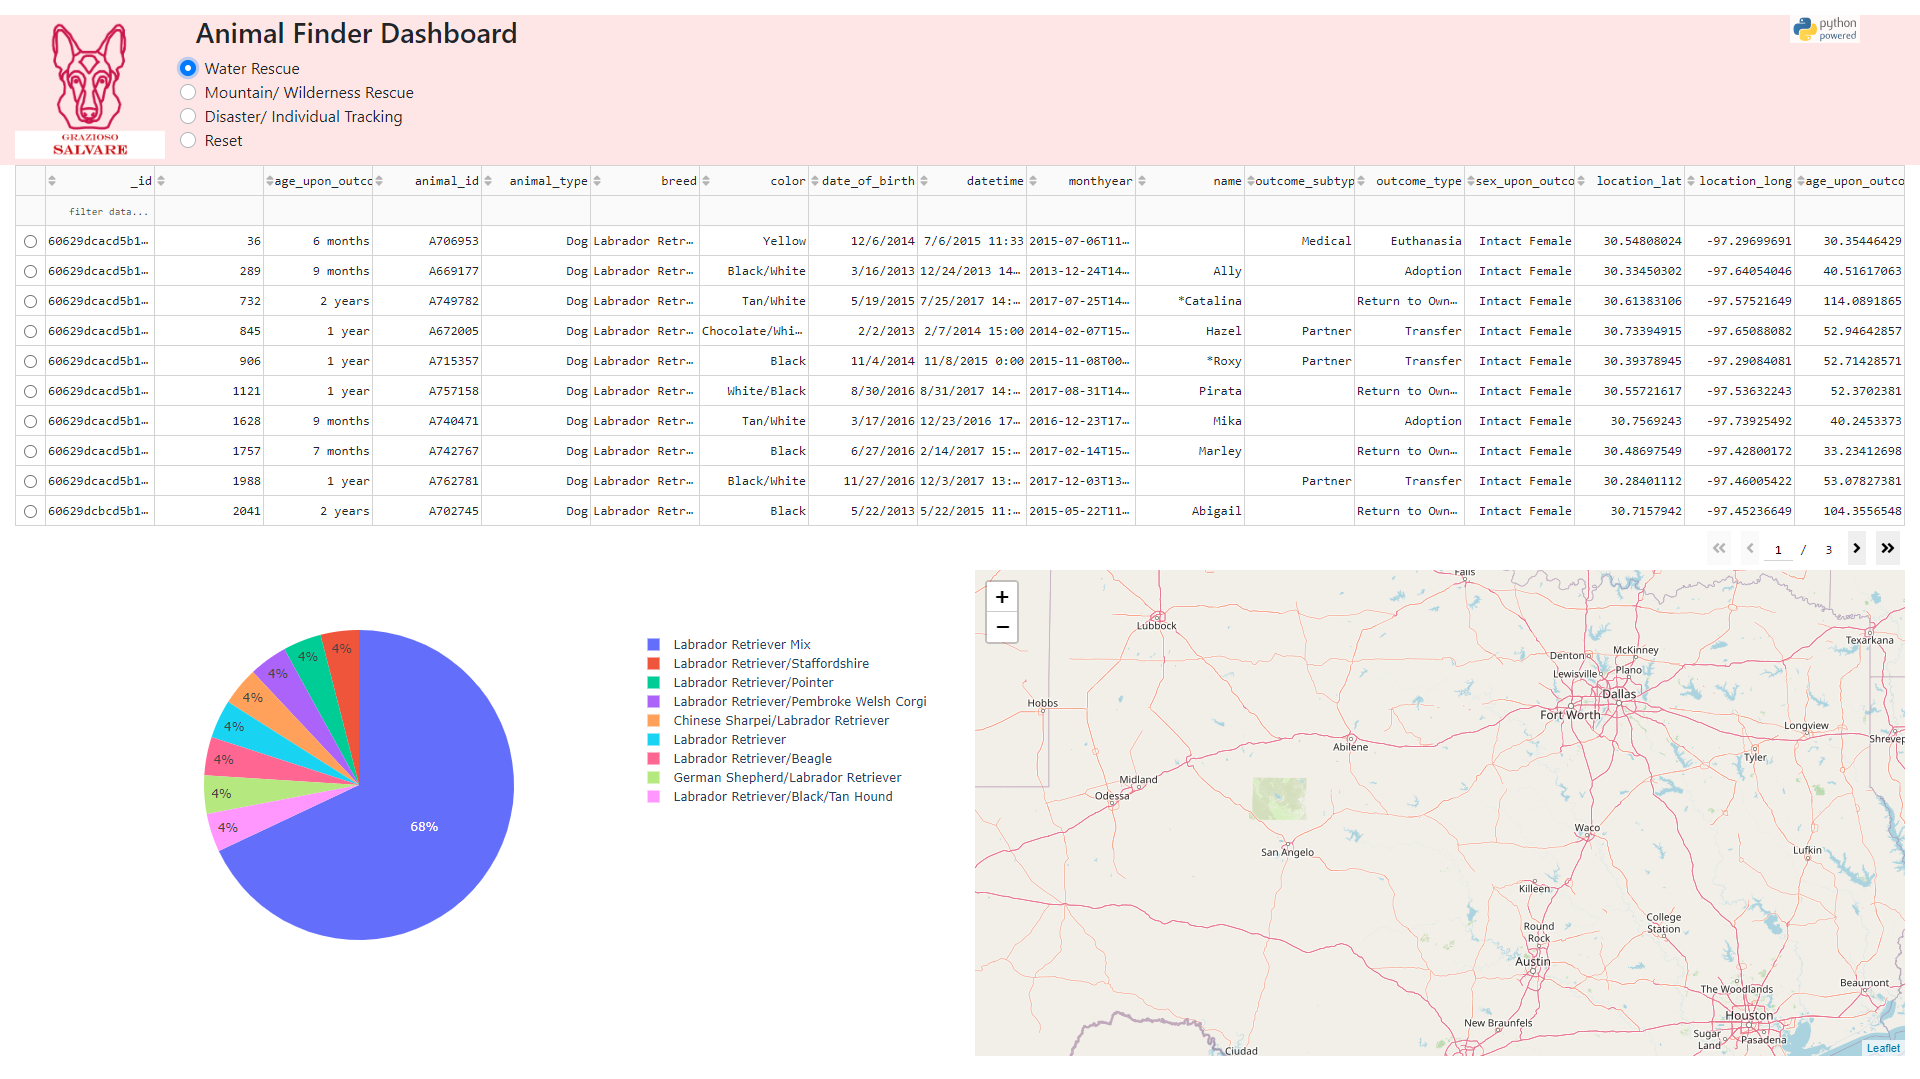 Animal Finder Dashboard
python
powered
Water Rescue
Mountain/ Wilderness Rescue
Disaster/ Individual Tracking
Reset
GRAZIOSO
SALVARE
_id age_upon_outco animal_id animal_type breed color date_of_birth datetime monthyear name outcome_subtyp outcome_type sex_upon_outco location_lat location_long age_upon_outco
filter data...
60629dcacd5b1… 36 6 months A706953 Dog Labrador Retr… Yellow 12/6/2014 7/6/2015 11:33 2015-07-06T11… Medical Euthanasia Intact Female 30.54808024 -97.29699691 30.35446429
60629dcacd5b1… 289 9 months A669177 Dog Labrador Retr… Black/White 3/16/2013 12/24/2013 14… 2013-12-24T14… Ally Adoption Intact Female 30.33450302 -97.64054046 40.51617063
60629dcacd5b1… 732 2 years A749782 Dog Labrador Retr… Tan/White 5/19/2015 7/25/2017 14:… 2017-07-25T14… *Catalina Return to Own… Intact Female 30.61383106 -97.57521649 114.0891865
60629dcacd5b1… 845 1 year A672005 Dog Labrador Retr… Chocolate/Whi… 2/2/2013 2/7/2014 15:00 2014-02-07T15… Hazel Partner Transfer Intact Female 30.73394915 -97.65088082 52.94642857
60629dcacd5b1… 906 1 year A715357 Dog Labrador Retr… Black 11/4/2014 11/8/2015 0:00 2015-11-08T00… *Roxy Partner Transfer Intact Female 30.39378945 -97.29084081 52.71428571
60629dcacd5b1… 1121 1 year A757158 Dog Labrador Retr… White/Black 8/30/2016 8/31/2017 14:… 2017-08-31T14… Pirata Return to Own… Intact Female 30.55721617 -97.53632243 52.3702381
60629dcacd5b1… 1628 9 months A740471 Dog Labrador Retr… Tan/White 3/17/2016 12/23/2016 17… 2016-12-23T17… Mika Adoption Intact Female 30.7569243 -97.73925492 40.2453373
60629dcacd5b1… 1757 7 months A742767 Dog Labrador Retr… Black 6/27/2016 2/14/2017 15:… 2017-02-14T15… Marley Return to Own… Intact Female 30.48697549 -97.42800172 33.23412698
60629dcacd5b1… 1988 1 year A762781 Dog Labrador Retr… Black/White 11/27/2016 12/3/2017 13:… 2017-12-03T13… Partner Transfer Intact Female 30.28401112 -97.46005422 53.07827381
60629dcbcd5b1… 2041 2 years A702745 Dog Labrador Retr… Black 5/22/2013 5/22/2015 11:… 2015-05-22T11… Abigail Return to Own… Intact Female 30.7157942 -97.45236649 104.3556548
1 / 3
4%
4%
4%
4%
4%
4%
4%
4%
68%
Labrador Retriever Mix
Labrador Retriever/Staffordshire
Labrador Retriever/Pointer
Labrador Retriever/Pembroke Welsh Corgi
Chinese Sharpei/Labrador Retriever
Labrador Retriever
Labrador Retriever/Beagle
German Shepherd/Labrador Retriever
Labrador Retriever/Black/Tan Hound
+
−
Falls
Lubbock
Texarkana
McKinney
Denton
Plano
Lewisville
Dallas
Hobbs
Fort Worth
Longview
Shrevep
Abilene
Tyler
Midland
Odessa
Waco
San Angelo
Lufkin
Killeen
College
Station
Round
Rock
Austin
Beaumont
The Woodlands
Houston
New Braunfels
Sugar
Land
Pasadena
Ciudad
Leaflet